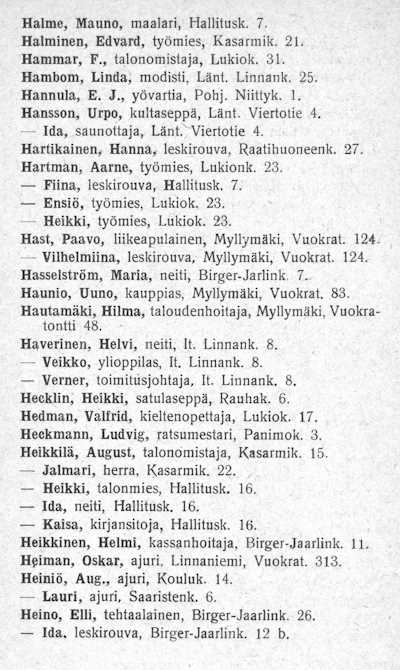 Halme, Mauno, maalari, Hallitusk. 7.
Halminen, Edvard, työmies, Kasarmik. 21.
Hammar, F., talonomistaja, Lukiok. 31.
Hambom, Linda, modisti, Länt. Linnank. 25.
Hannula, E. J., yövartia, Pohj. Niittyk. 1.
Hansson, Urpo, kultaseppä, Länt. Viertotie 4.
— Ida, saunottaja, Länt. Viertotie 4.
Hartikainen, Hanna, leskirouva, Raatihuoneenk. 27.
Hartman, Aarne, työmies, Lukionk. 23.
— Fiina, leskirouva, Hallitusk. 7.
— Ensiö, työmies, Lukiok. 23.
— Heikki, työmies, Lukiok. 23.
Hast, Paavo, liikeapulainen, Myllymäki, Vuokrat. 124.
— Vilhelmiina, leskirouva, Myllymäki, Vuokrat. 124.
Hasselström, Maria, neiti, Birger-Jarlink. 7.
Haunio, Uuno, kauppias, Myllymäki, Vuokrat. 83.
Hautamäki, Hilma, taloudenhoitaja, Myllymäki, Vuokra-
tontti 48.
Haverinen, Helvi, neiti, It. Linnank. 8.
— Veikko, ylioppilas, It. Linnank. 8.
— Verner, toimitusjohtaja, It. Linnank. 8.
Hecklin, Heikki, satulaseppä, Rauhak. 6.
Hedman, Valfrid, kieltenopettaja, Lukiok. 17.
Heckmann, Ludvig, ratsumestari, Panimok. 3.
Heikkilä, August, talonomistaja, Kasarmik. 15.
— Jalmari, herra, Kasarmik. 22.
— Heikki, talonmies, Hallitusk. 16.
— Ida, neiti, Hallitusk. 16.
— Kaisa, kirjansitoja, Hallitusk. 16.
Heikkinen, Helmi, kassanhoitaja, Birger-Jaarlink. 11.
Heiman, Oskar, ajuri, Linnaniemi, Vuokrat. 313.
Heiniö, Aug., ajuri, Kouluk. 14.
— Lauri, ajuri, Saaristenk. 6.
Heino, Elli, tehtaalainen, Birger-Jaarlink. 26.
— Ida, leskirouva, Birger-Jaarlink. 12 b.